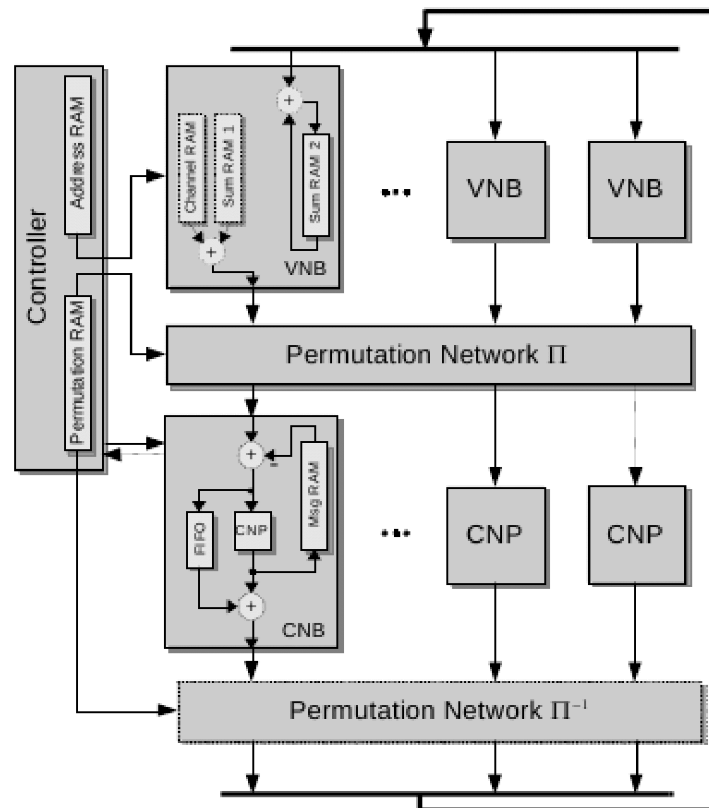 Controller
Address RAM
Permutation RAM
Channel RAM
Sum RAM 1
+
Sum RAM 2
+
VNB
...
VNB
VNB
Permutation Network Π
+
-
Msg RAM
FIFO
CNP
+
CNB
...
CNP
CNP
Permutation Network Π⁻¹